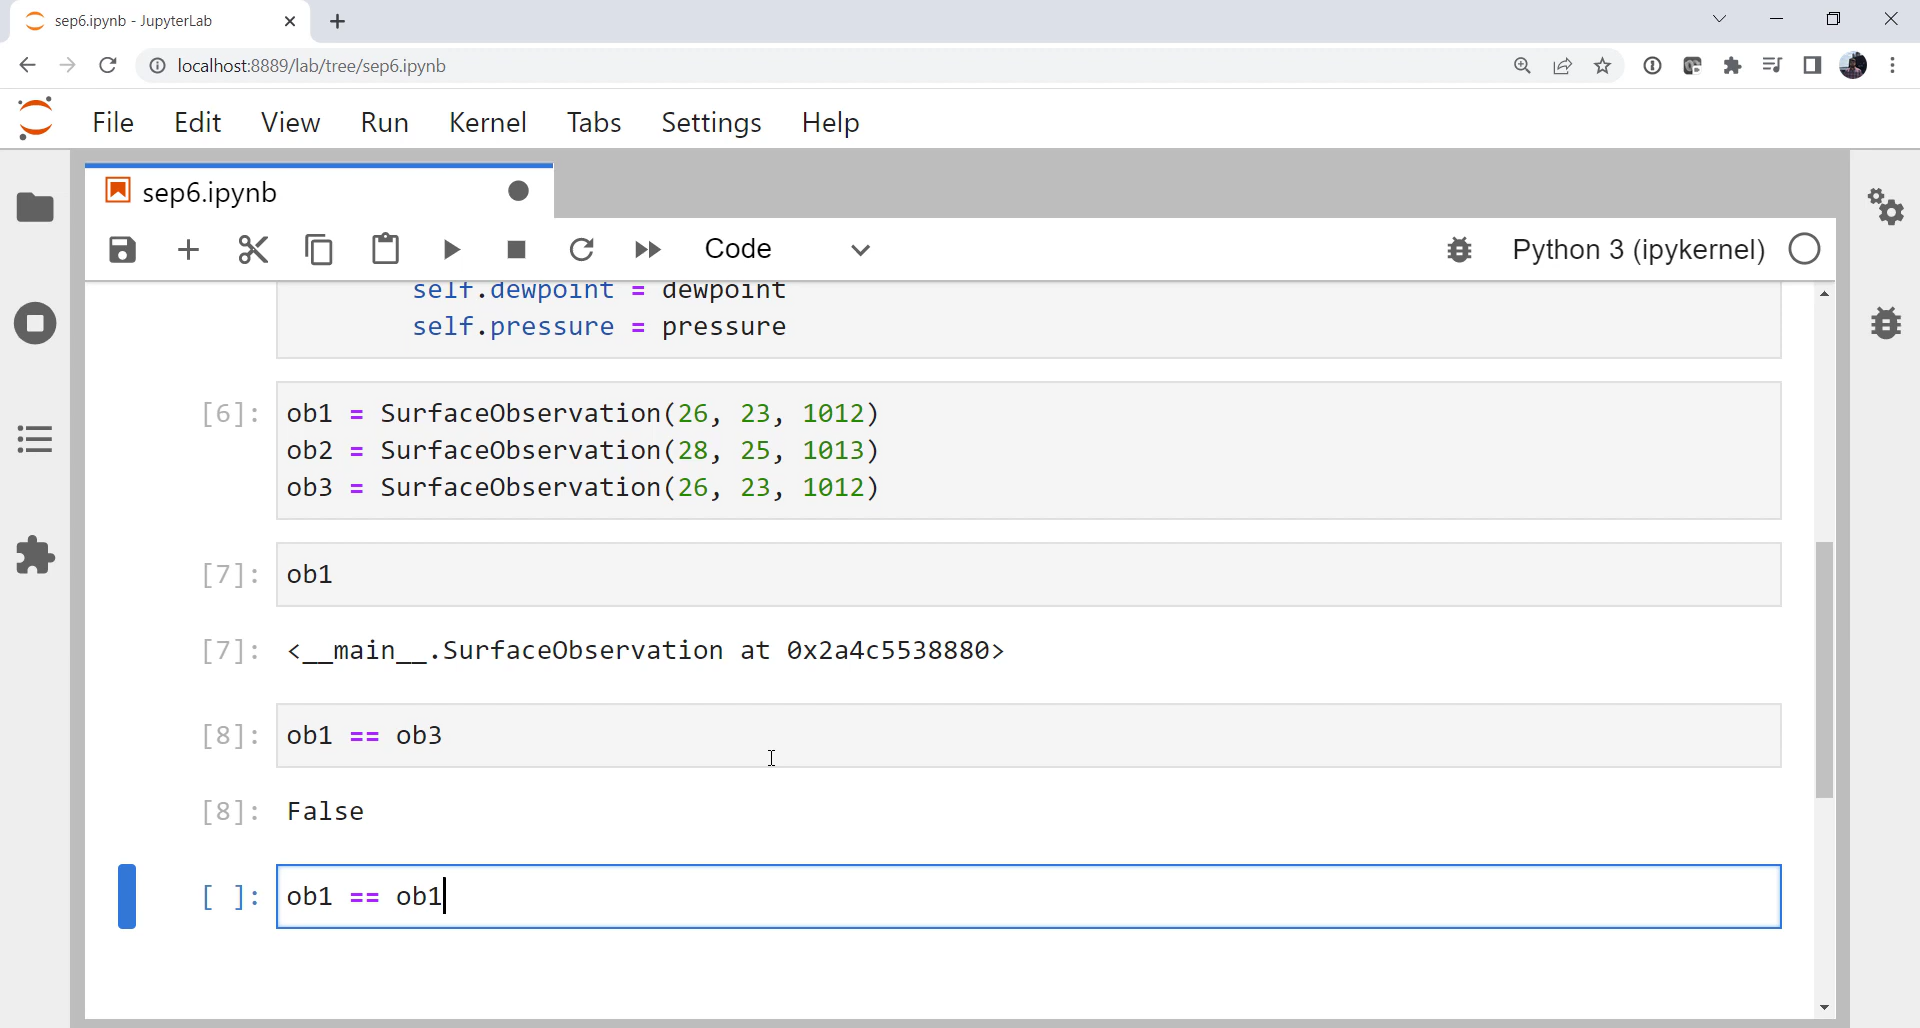 sep6.ipynb - JupyterLab
localhost:8889/lab/tree/sep6.ipynb
File Edit View Run Kernel Tabs Settings Help
sep6.ipynb
Code
Python 3 (ipykernel)
self.dewpoint = dewpoint
self.pressure = pressure
[6]: ob1 = SurfaceObservation(26, 23, 1012)
ob2 = SurfaceObservation(28, 25, 1013)
ob3 = SurfaceObservation(26, 23, 1012)
[7]: ob1
[7]: <__main__.SurfaceObservation at 0x2a4c5538880>
[8]: ob1 == ob3
[8]: False
[ ]: ob1 == ob1